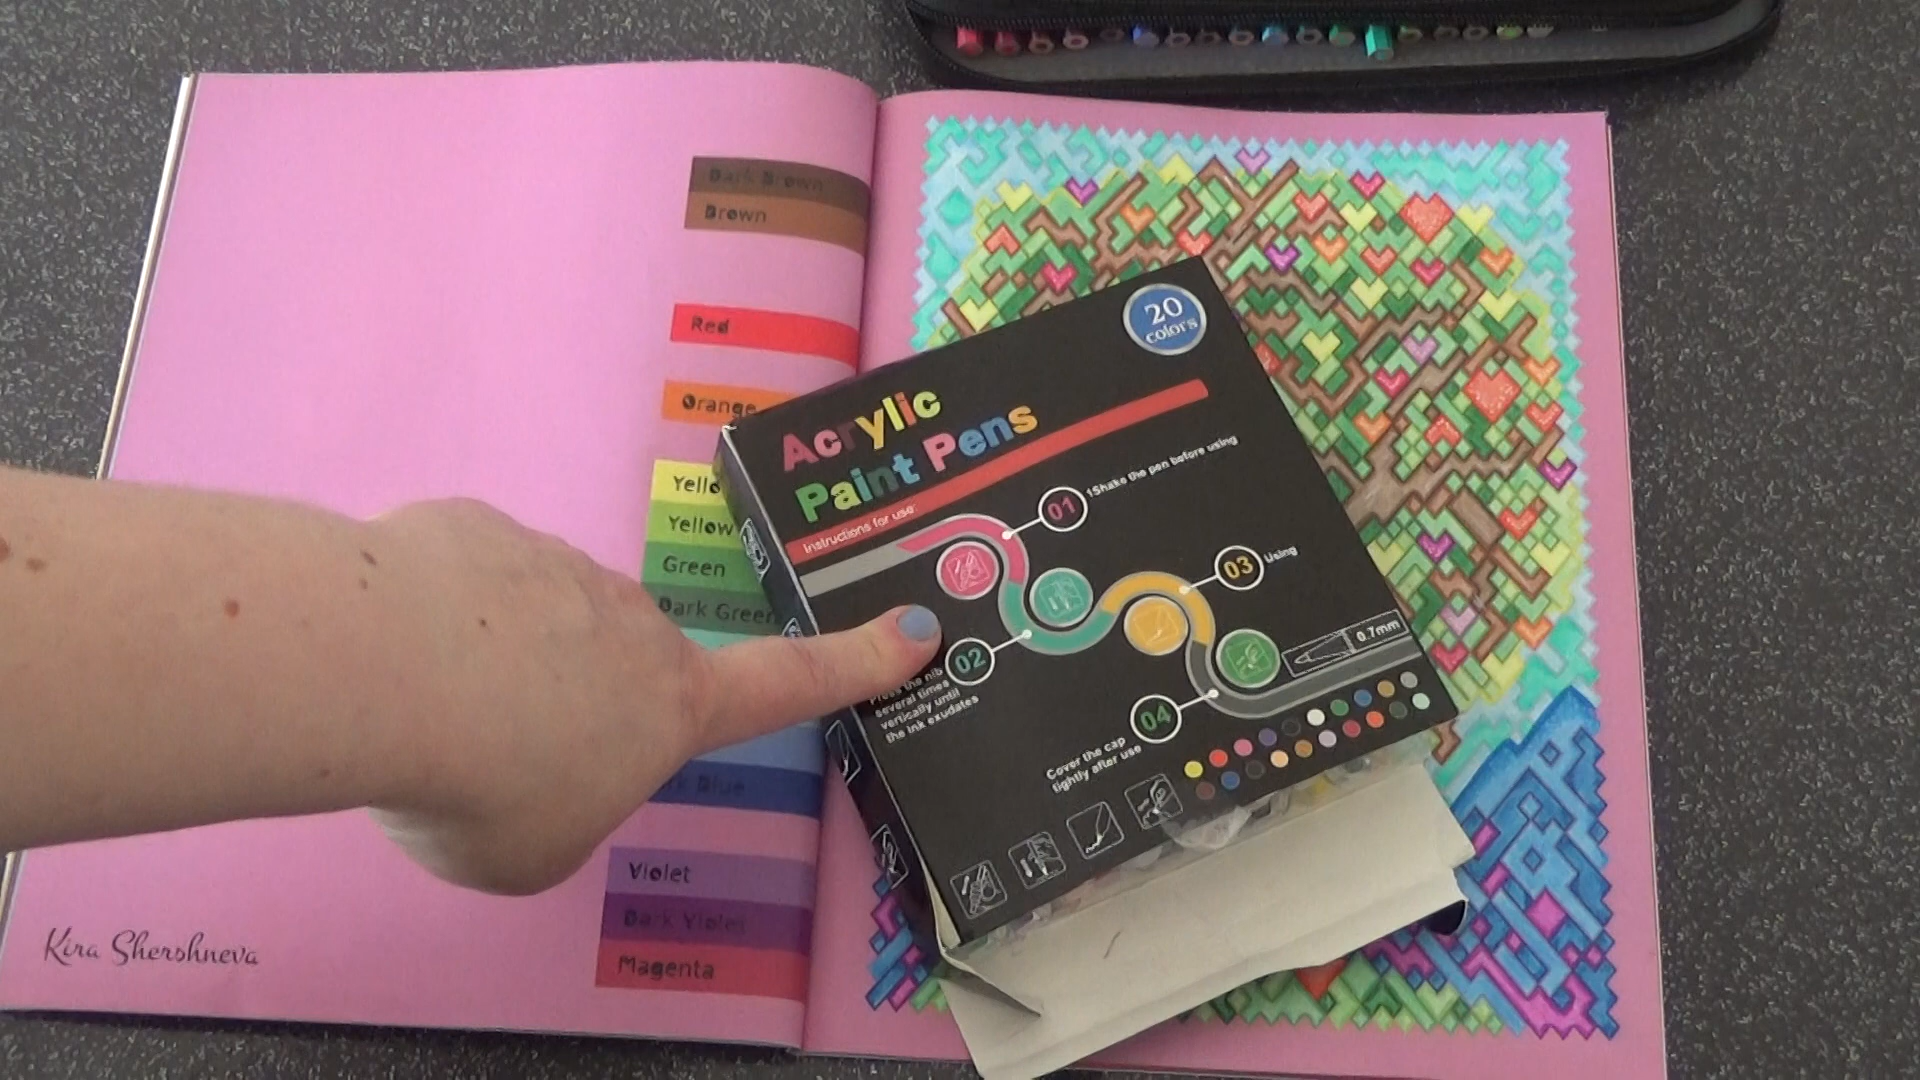 Dark Brown
Brown
Red
Orange
Yello
Yellow
Green
Dark Green
Blue
Violet
Dark Violet
Magenta
Kira Shershneva
20
colors
Acrylic
Paint Pens
Instructions for use:
01
1Shake the pen before using
02
Press the nib
several times
vertically until
the ink exudates
03
Using
0.7mm
04
Cover the cap
tightly after use